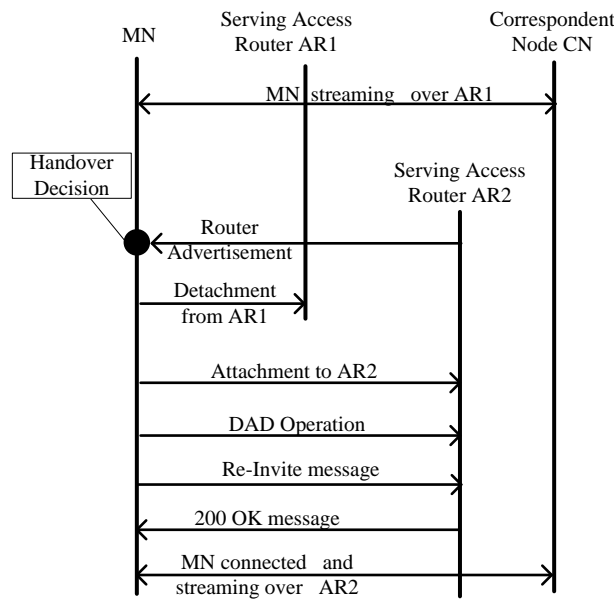 MN
Serving Access
Router AR1
Correspondent
Node CN
MN streaming over AR1
Handover
Decision
Serving Access
Router AR2
Router
Advertisement
Detachment
from AR1
Attachment to AR2
DAD Operation
Re-Invite message
200 OK message
MN connected and
streaming over AR2